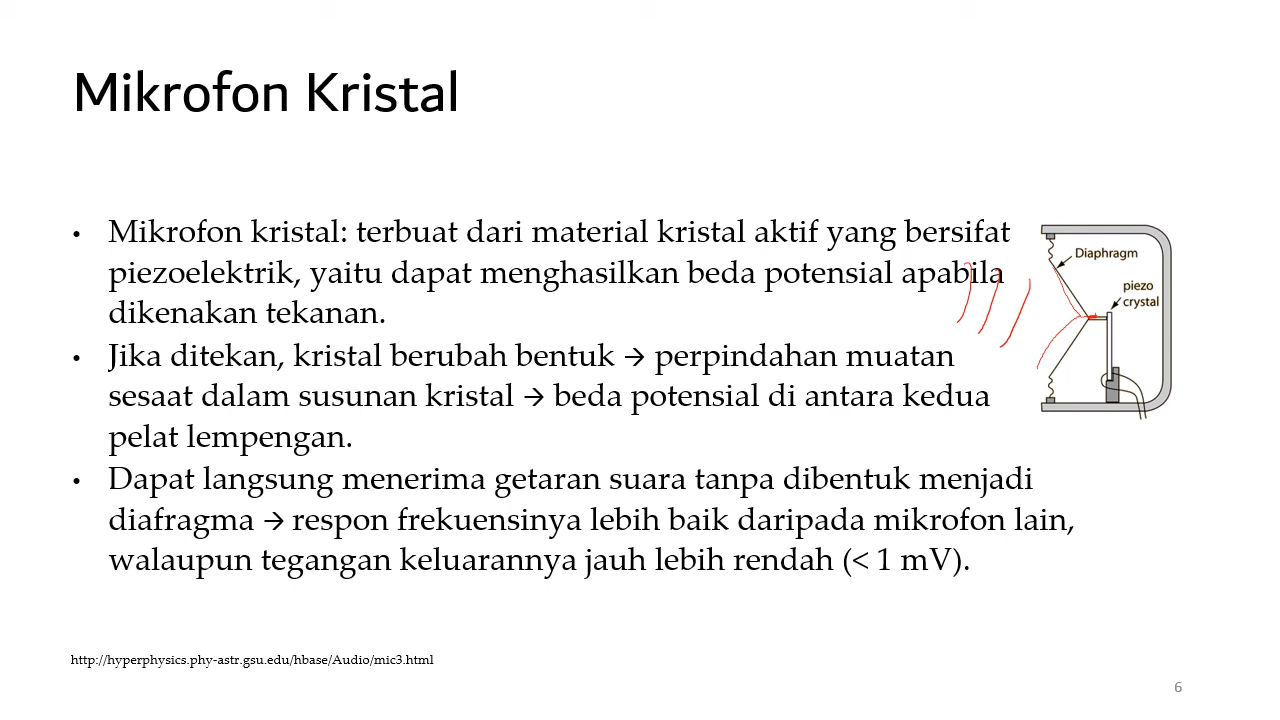 Mikrofon Kristal
• Mikrofon kristal: terbuat dari material kristal aktif yang bersifat
piezoelektrik, yaitu dapat menghasilkan beda potensial apabila
dikenakan tekanan.
• Jika ditekan, kristal berubah bentuk → perpindahan muatan
sesaat dalam susunan kristal → beda potensial di antara kedua
pelat lempengan.
• Dapat langsung menerima getaran suara tanpa dibentuk menjadi
diafragma → respon frekuensinya lebih baik daripada mikrofon lain,
walaupun tegangan keluarannya jauh lebih rendah (< 1 mV).
Diaphragm
piezo
crystal
http://hyperphysics.phy-astr.gsu.edu/hbase/Audio/mic3.html
6